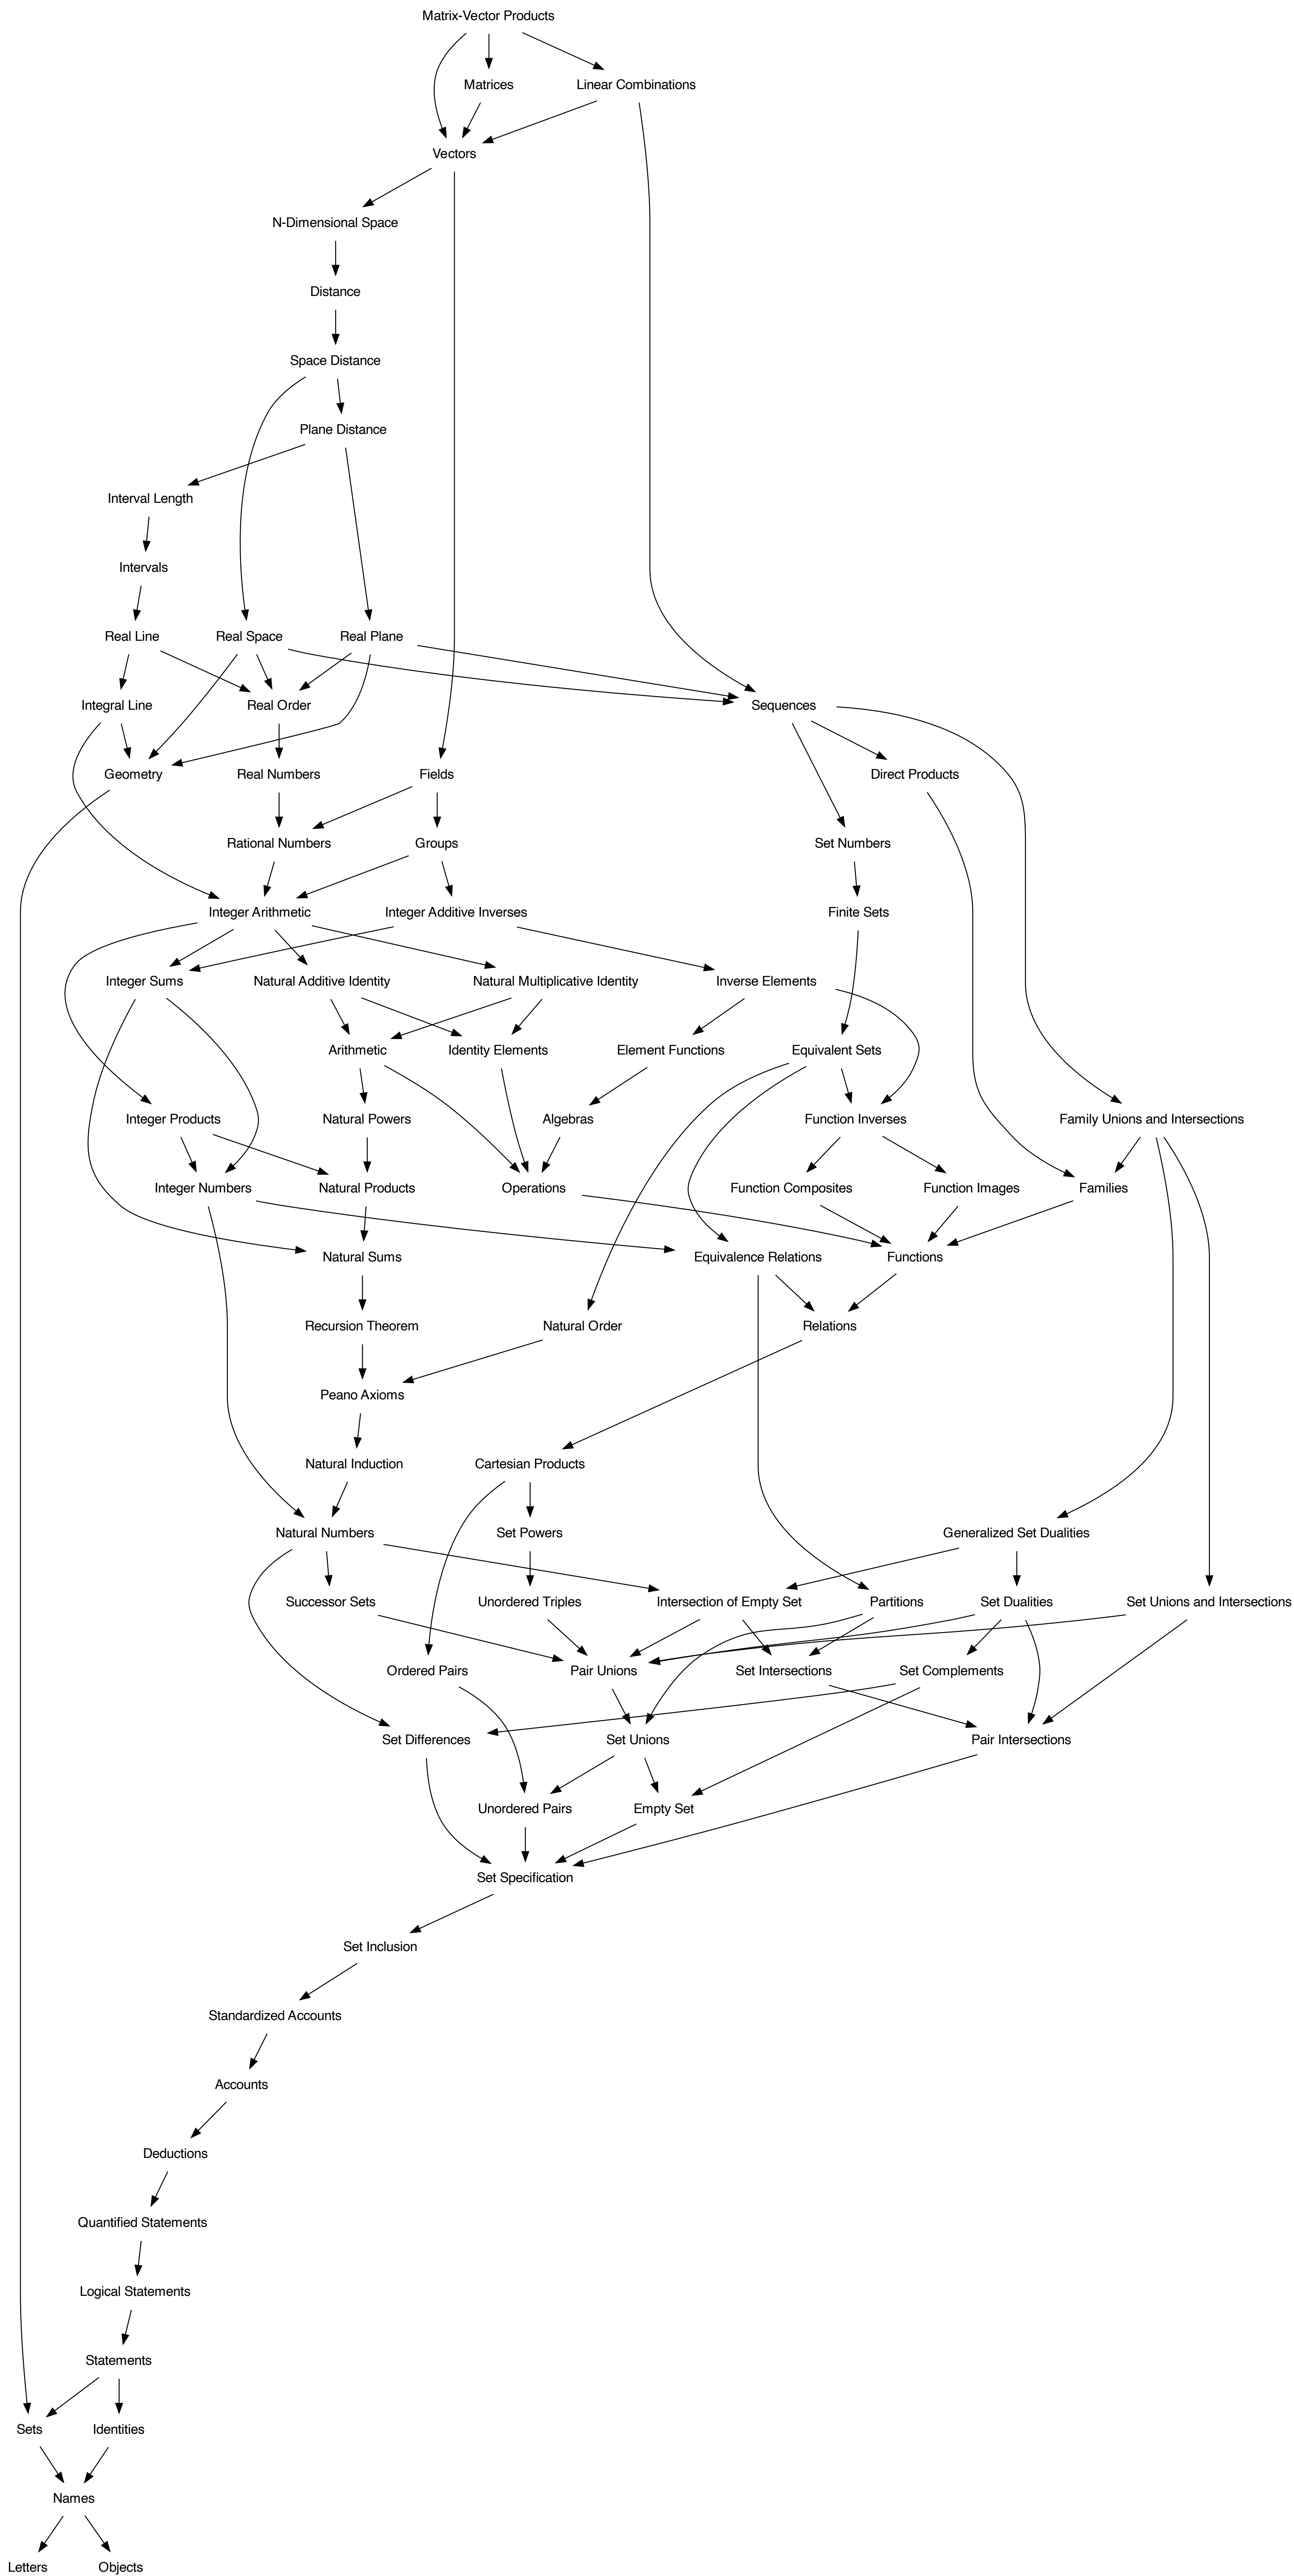 Matrix-Vector Products
Matrices
Linear Combinations
Vectors
N-Dimensional Space
Distance
Space Distance
Plane Distance
Interval Length
Intervals
Real Line
Real Space
Real Plane
Integral Line
Real Order
Sequences
Geometry
Real Numbers
Fields
Direct Products
Rational Numbers
Groups
Set Numbers
Integer Arithmetic
Integer Additive Inverses
Finite Sets
Integer Sums
Natural Additive Identity
Natural Multiplicative Identity
Inverse Elements
Arithmetic
Identity Elements
Element Functions
Equivalent Sets
Integer Products
Natural Powers
Algebras
Function Inverses
Family Unions and Intersections
Integer Numbers
Natural Products
Operations
Function Composites
Function Images
Families
Natural Sums
Equivalence Relations
Functions
Recursion Theorem
Natural Order
Relations
Peano Axioms
Natural Induction
Cartesian Products
Natural Numbers
Set Powers
Generalized Set Dualities
Successor Sets
Unordered Triples
Intersection of Empty Set
Partitions
Set Dualities
Set Unions and Intersections
Ordered Pairs
Pair Unions
Set Intersections
Set Complements
Set Differences
Set Unions
Pair Intersections
Unordered Pairs
Empty Set
Set Specification
Set Inclusion
Standardized Accounts
Accounts
Deductions
Quantified Statements
Logical Statements
Statements
Sets
Identities
Names
Letters
Objects